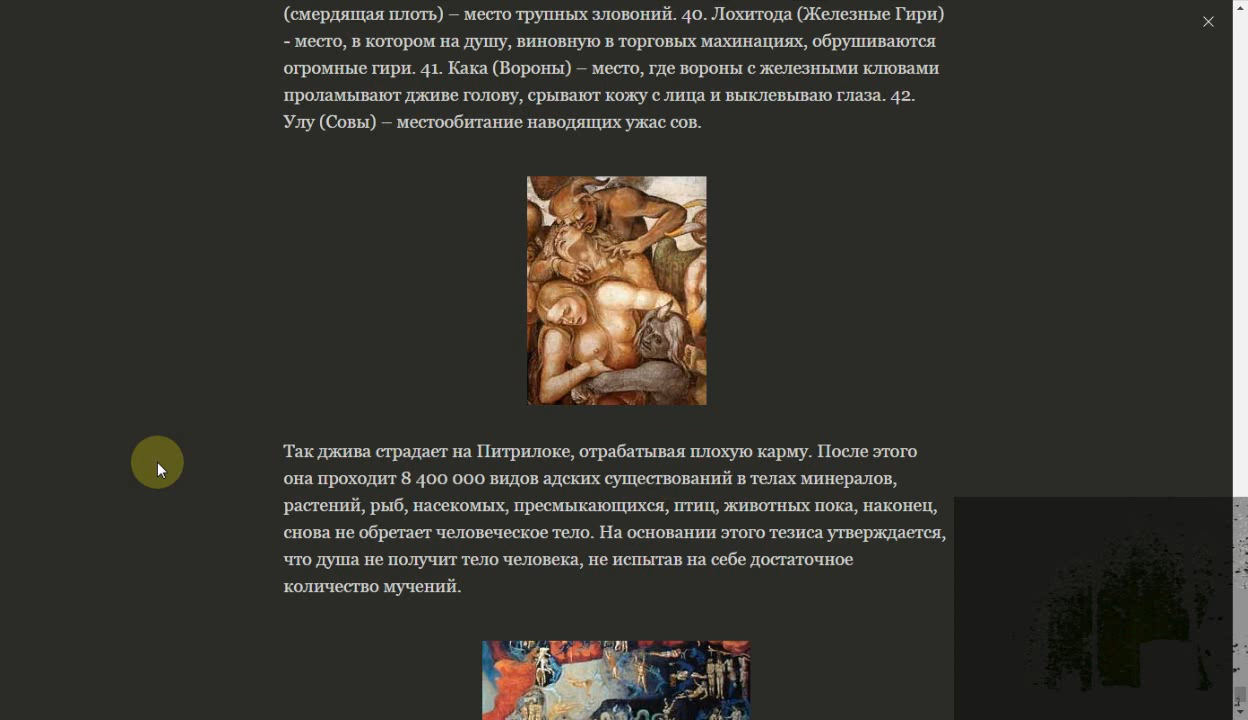 (смердящая плоть) – место трупных зловоний. 40. Лохитода (Железные Гири)
- место, в котором на душу, виновную в торговых махинациях, обрушиваются
огромные гири. 41. Кака (Вороны) – место, где вороны с железными клювами
проламывают дживе голову, срывают кожу с лица и выклевываю глаза. 42.
Улу (Совы) – местообитание наводящих ужас сов.
Так джива страдает на Питрилоке, отрабатывая плохую карму. После этого
она проходит 8 400 000 видов адских существований в телах минералов,
растений, рыб, насекомых, пресмыкающихся, птиц, животных пока, наконец,
снова не обретает человеческое тело. На основании этого тезиса утверждается,
что душа не получит тело человека, не испытав на себе достаточное
количество мучений.